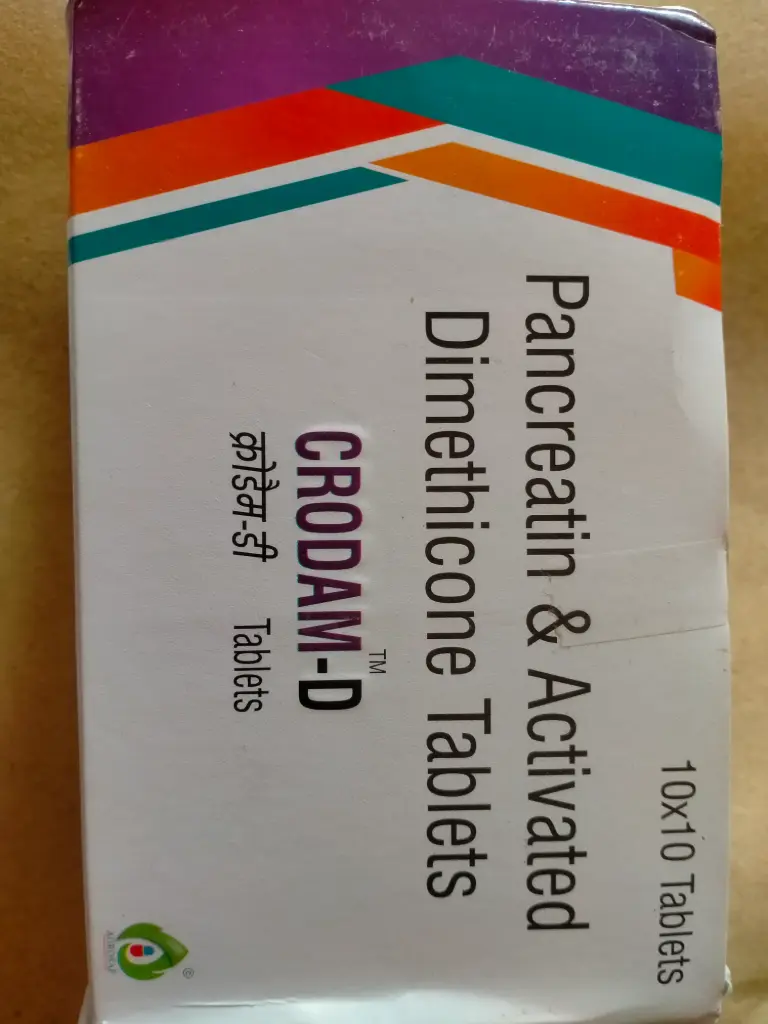 10x10 Tablets
Pancreatin & Activated
Dimethicone Tablets
CRODAM-D™
क्रोडैम-डी Tablets
®